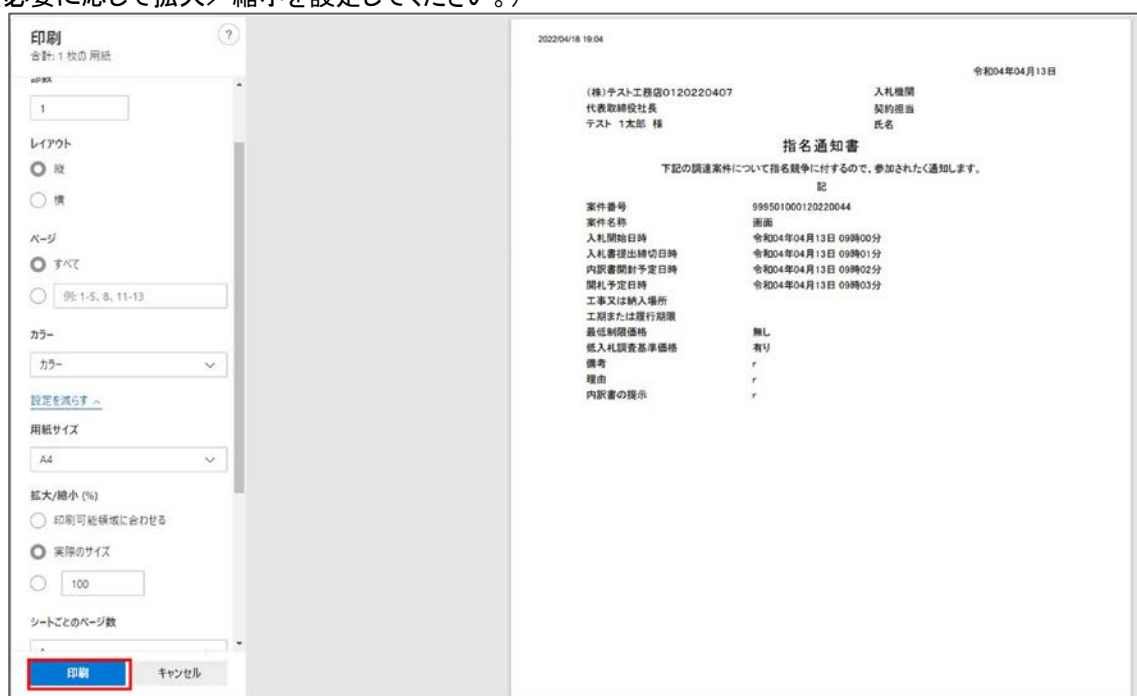 必要に応じて拡大／縮小を設定してください。）
印刷
?
合計: 1 枚の用紙
部数
1
レイアウト
縦
横
ページ
すべて
例: 1-5、8、11-13
カラー
カラー
設定を減らす
用紙サイズ
A4
拡大/縮小 (%)
印刷可能領域に合わせる
実際のサイズ
100
シートごとのページ数
印刷
キャンセル
2022/04/18 19:04
令和04年04月13日
(株)テスト工務店0120220407
入札機関
代表取締役社長
契約担当
テスト 1太郎 様
氏名
指名通知書
下記の調達案件について指名競争に付するので、参加されたく通知します。
記
案件番号 999501000120220044
案件名称 画面
入札開始日時 令和04年04月13日 09時00分
入札書提出締切日時 令和04年04月13日 09時01分
内訳書開封予定日時 令和04年04月13日 09時02分
開札予定日時 令和04年04月13日 09時03分
工事又は納入場所
工期または履行期限
最低制限価格 無し
低入札調査基準価格 有り
備考 r
理由 r
内訳書の提示 r